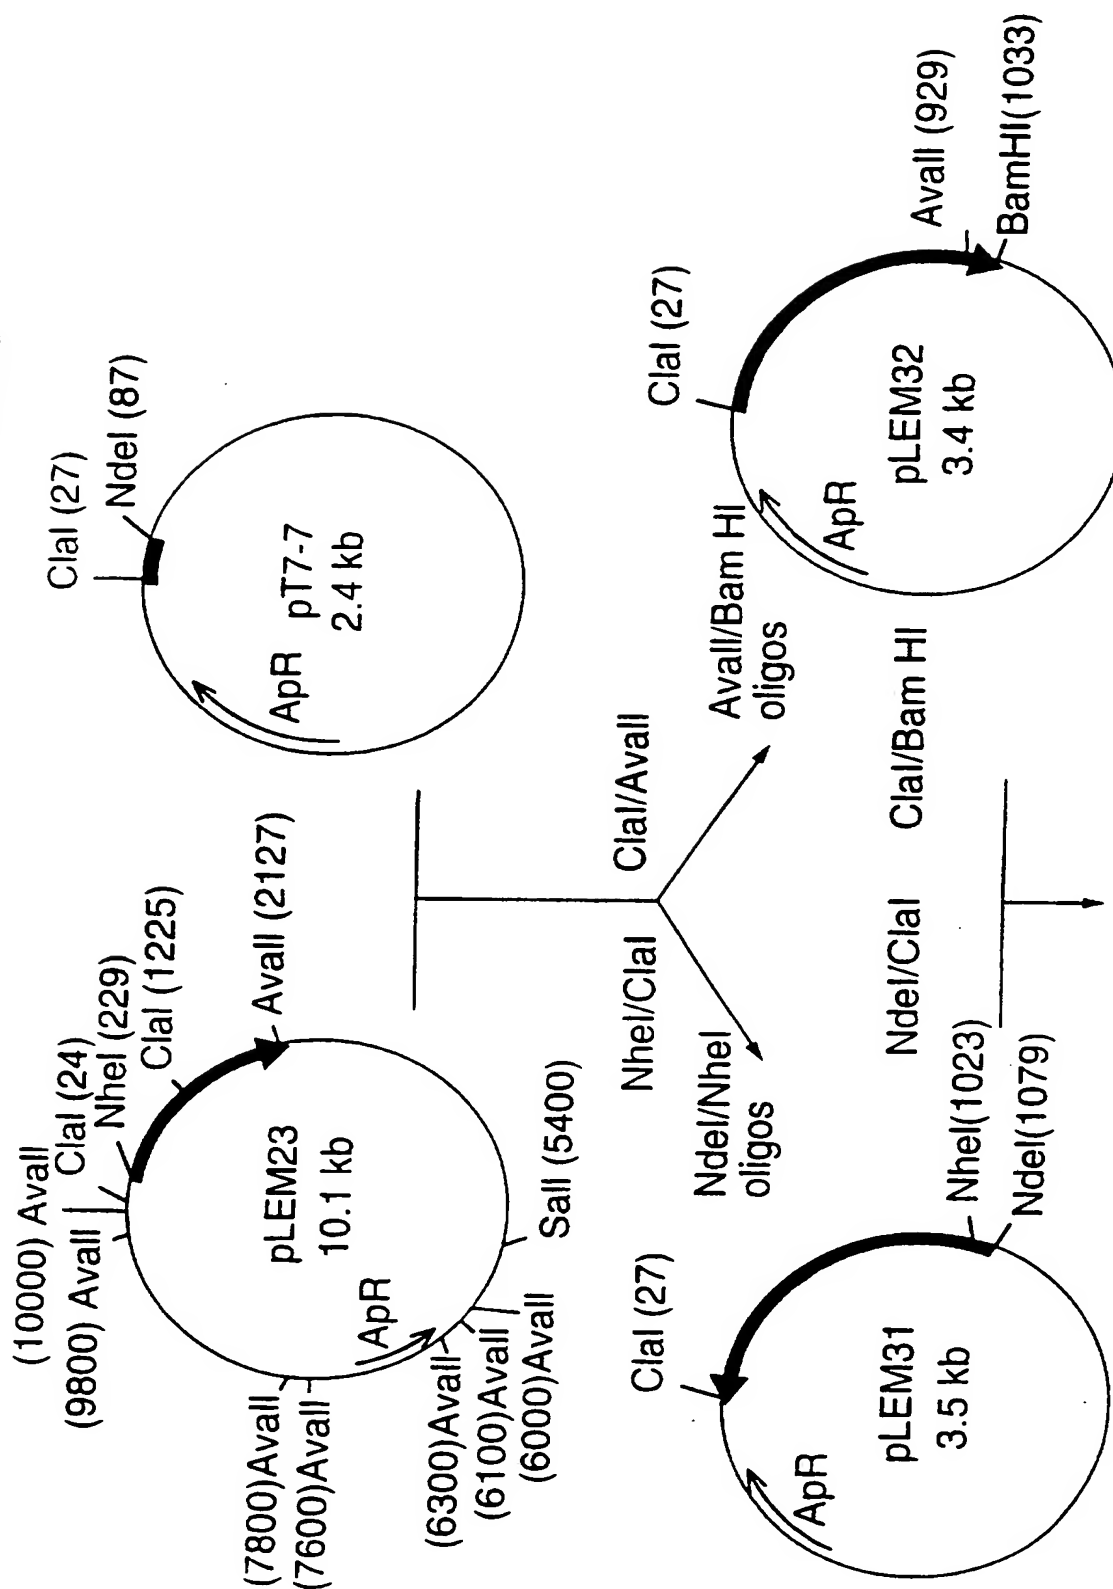 (10000) AvaII
(9800) AvaII
ClaI (24)
NheI (229)
ClaI (1225)
AvaII (2127)
pLEM23
10.1 kb
ApR
(7800)AvaII
(7600)AvaII
(6300)AvaII
(6100)AvaII
(6000)AvaII
SalI (5400)
ClaI (27)
NdeI (87)
pT7-7
2.4 kb
ApR
NheI/ClaI
ClaI/AvaII
NdeI/NheI
oligos
AvaII/Bam HI
oligos
ClaI (27)
pLEM31
3.5 kb
ApR
NheI(1023)
NdeI(1079)
NdeI/ClaI
ClaI/Bam HI
ClaI (27)
pLEM32
3.4 kb
ApR
AvaII (929)
BamHI(1033)